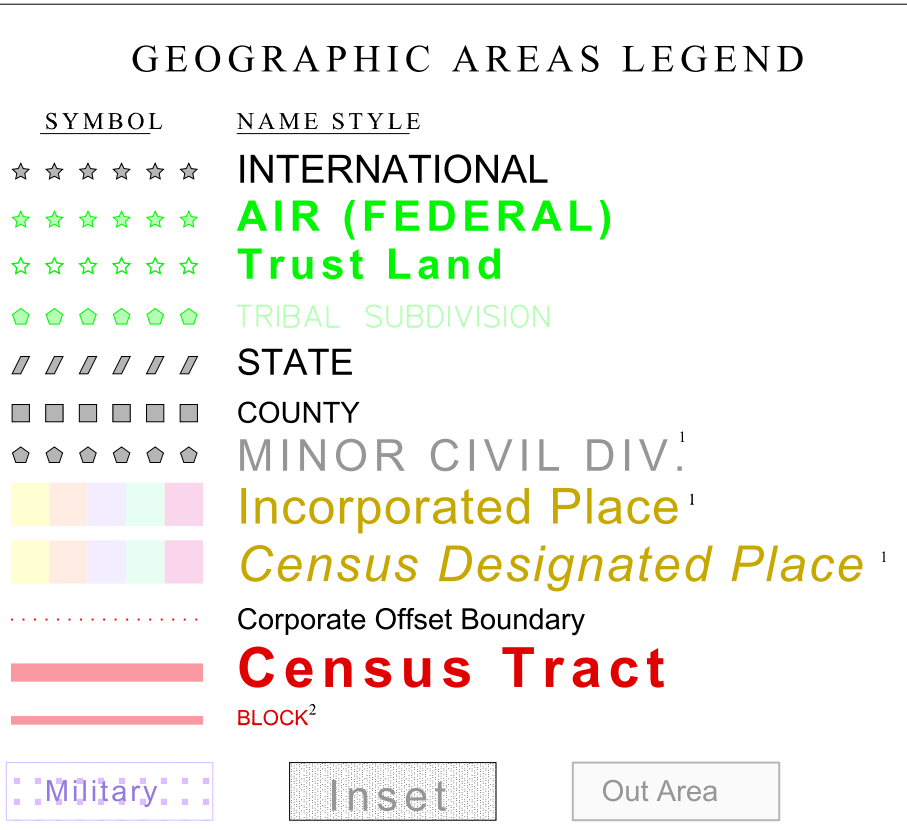 GEOGRAPHIC AREAS LEGEND
SYMBOL NAME STYLE
INTERNATIONAL
AIR (FEDERAL)
Trust Land
TRIBAL SUBDIVISION
STATE
COUNTY
MINOR CIVIL DIV.¹
Incorporated Place ¹
Census Designated Place ¹
Corporate Offset Boundary
Census Tract
BLOCK²
Military Inset Out Area